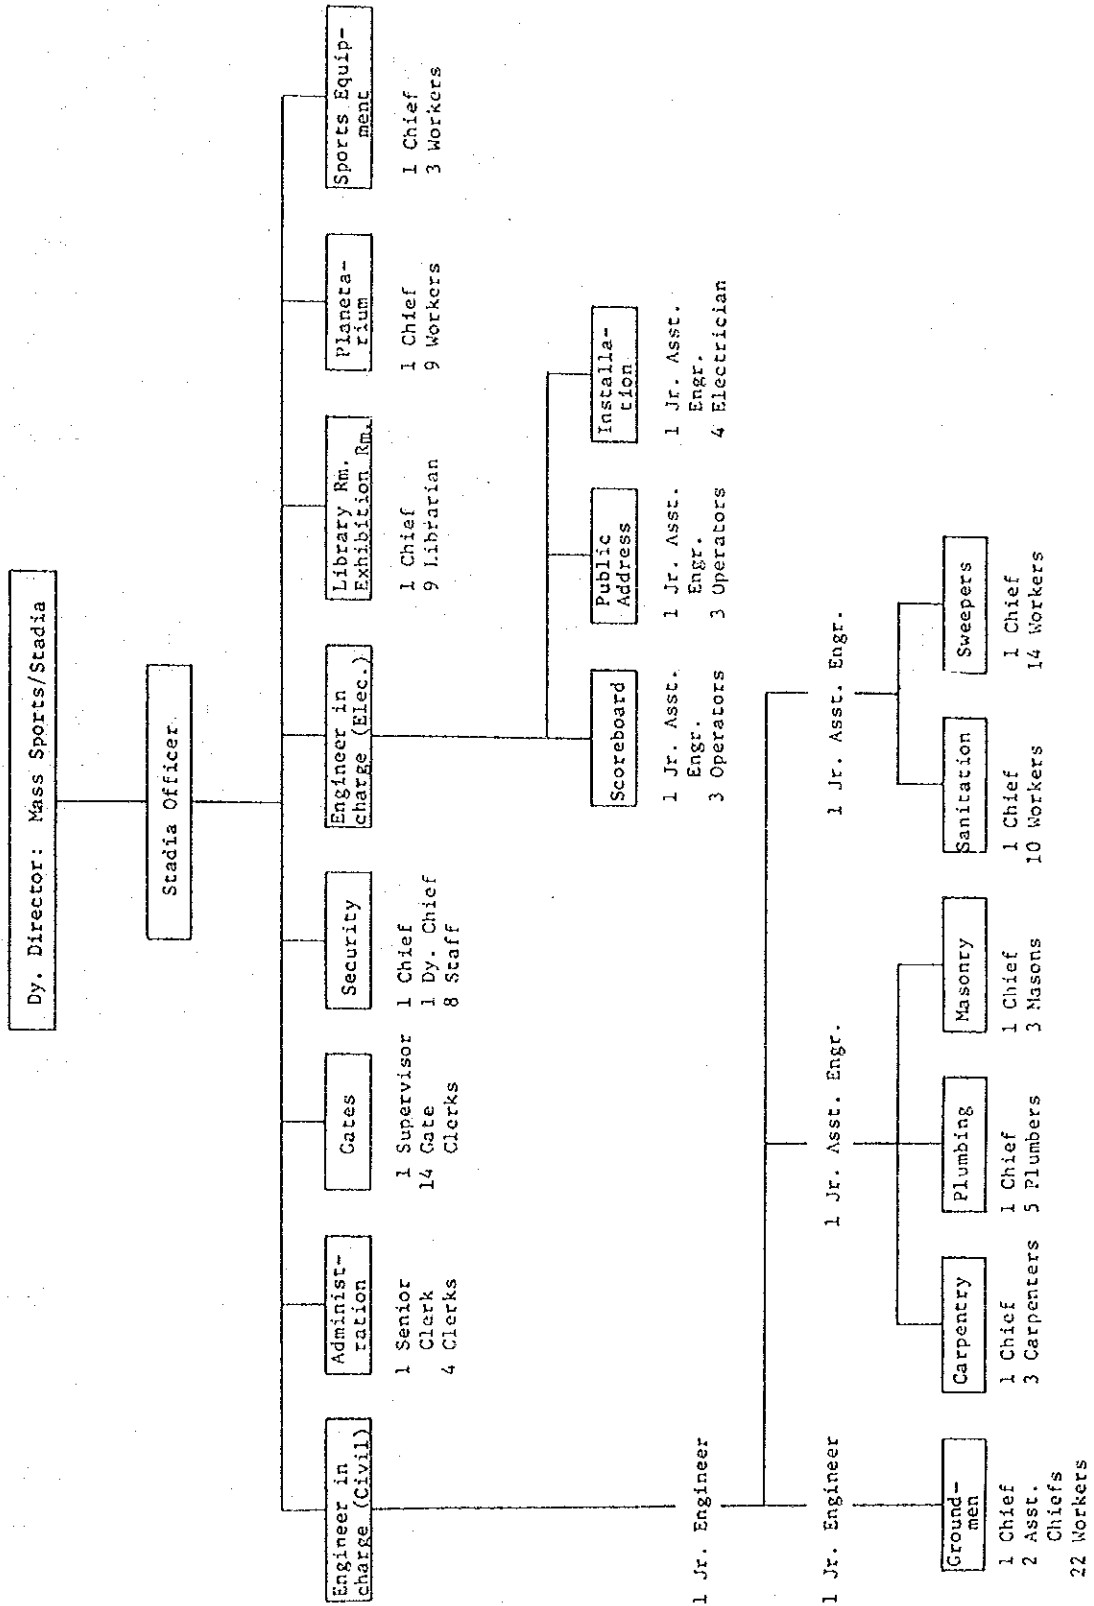 Dy. Director: Mass Sports/Stadia
Stadia Officer
Engineer in
charge (Civil)
Administ-
ration
1 Senior
Clerk
4 Clerks
Gates
1 Supervisor
14 Gate
Clerks
Security
1 Chief
1 Dy. Chief
8 Staff
Engineer in
charge (Elec.)
Library Rm.
Exhibition Rm.
1 Chief
9 Librarian
Planeta-
rium
1 Chief
9 Workers
Sports Equip-
ment
1 Chief
3 Workers
Scoreboard
1 Jr. Asst.
Engr.
3 Operators
Public
Address
1 Jr. Asst.
Engr.
3 Operators
Installa-
tion
1 Jr. Asst.
Engr.
4 Electrician
1 Jr. Engineer
1 Jr. Engineer
1 Jr. Asst. Engr.
1 Jr. Asst. Engr.
Ground-
men
1 Chief
2 Asst.
Chiefs
22 Workers
Carpentry
1 Chief
3 Carpenters
Plumbing
1 Chief
5 Plumbers
Masonry
1 Chief
3 Masons
Sanitation
1 Chief
10 Workers
Sweepers
1 Chief
14 Workers